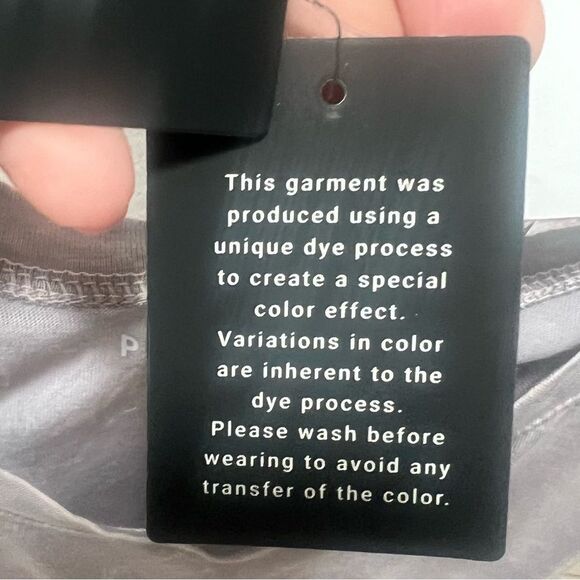 This garment was
produced using a
unique dye process
to create a special
color effect.
Variations in color
are inherent to the
dye process.
Please wash before
wearing to avoid any
transfer of the color.
P